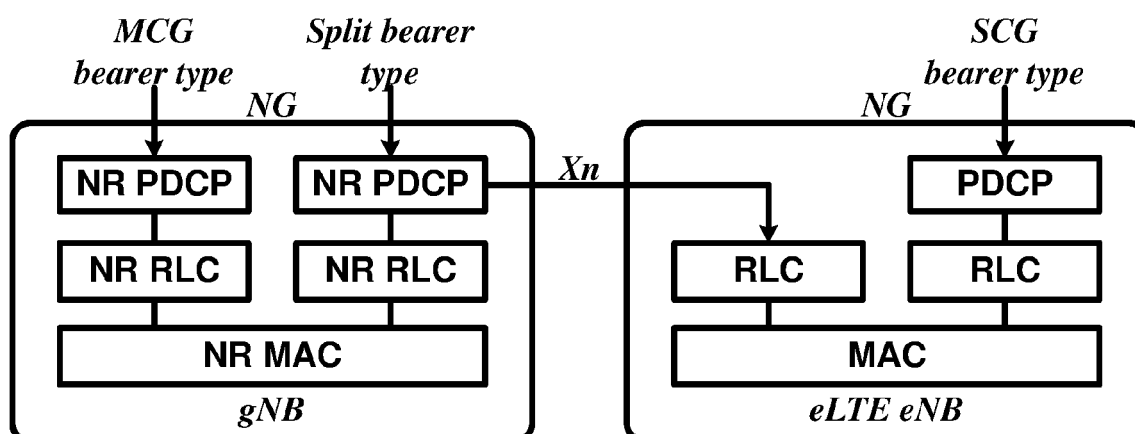 MCG
bearer type
Split bearer
type
SCG
bearer type
NG
NG
NR PDCP
NR PDCP
Xn
PDCP
NR RLC
NR RLC
RLC
RLC
NR MAC
MAC
gNB
eLTE eNB